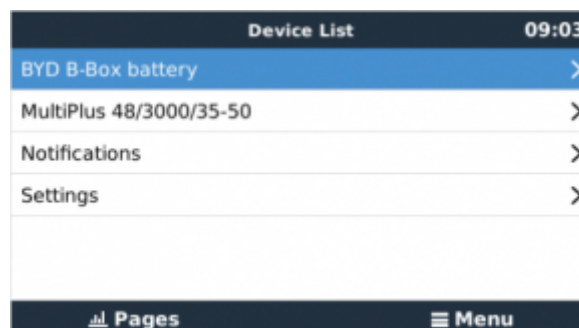 Device List 09:03
BYD B-Box battery
MultiPlus 48/3000/35-50
Notifications
Settings
Pages Menu